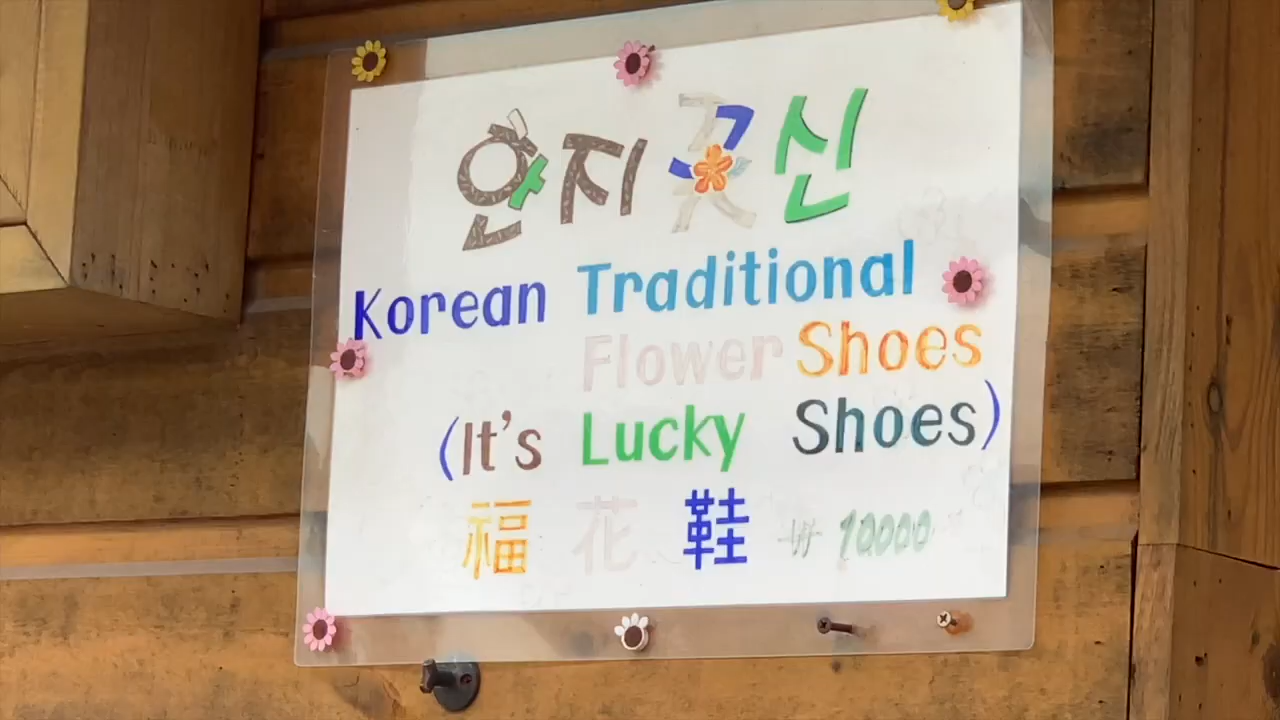 한지꽃신
Korean Traditional
Flower Shoes
(It's Lucky Shoes)
福花鞋 ₩10000